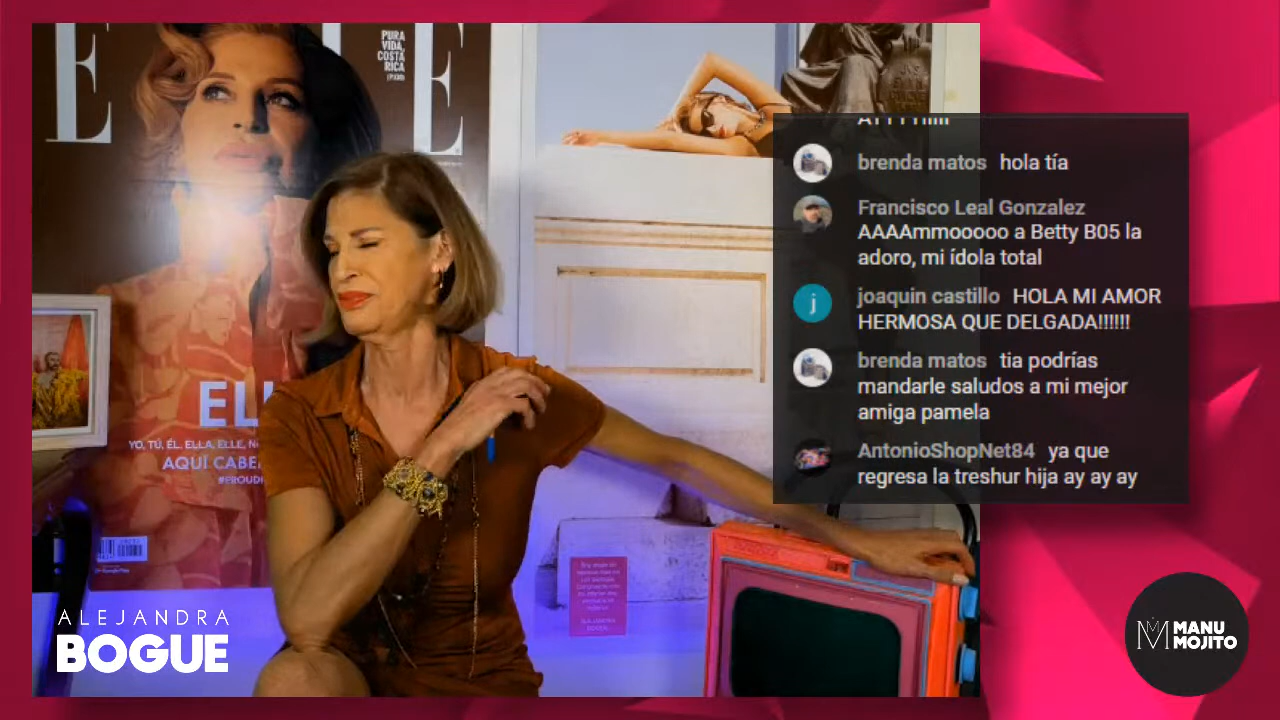 E LE
PURA
VIDA,
COSTA
RICA
ELL
YO, TÚ, ÉL, ELLA, ELLE, N
AQUÍ CABE
#PROUD
brenda matos hola tía
Francisco Leal Gonzalez
AAAAmmooooo a Betty B05 la
adoro, mi ídola total
j
joaquin castillo HOLA MI AMOR
HERMOSA QUE DELGADA!!!!!!
brenda matos tia podrías
mandarle saludos a mi mejor
amiga pamela
AntonioShopNet84 ya que
regresa la treshur hija ay ay ay
ALEJANDRA
BOGUE
M MANU
MOJITO